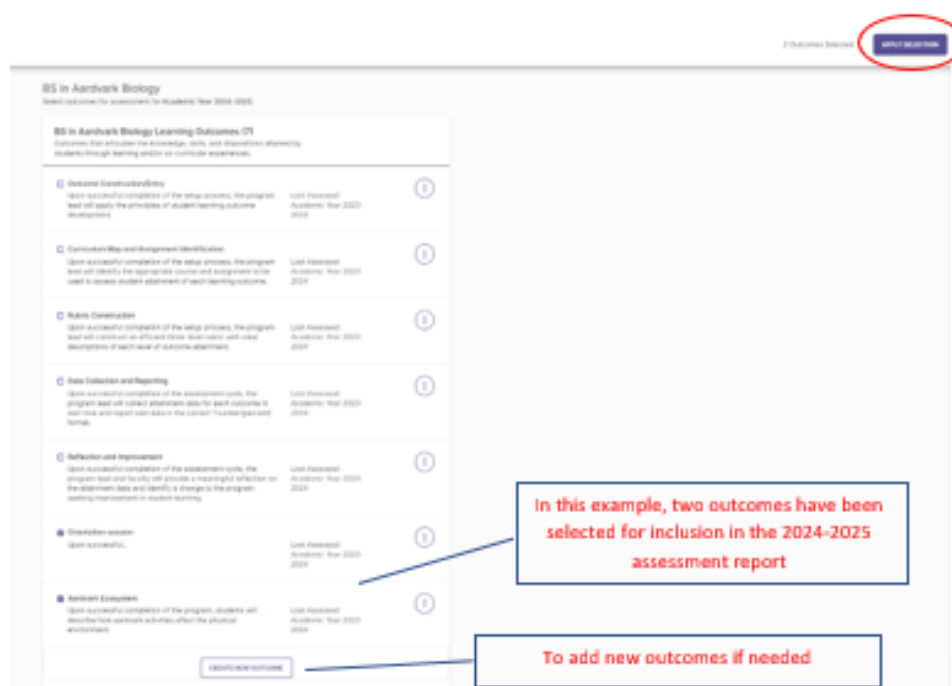 2 Outcomes Selected
APPLY SELECTION
BS in Aardvark Biology
Select outcomes for assessment for Academic Year 2024-2025.
BS in Aardvark Biology Learning Outcomes (7)
Outcomes that articulate the knowledge, skills, and dispositions attained by
students through learning and/or co-curricular experiences.
Outcome Construction/Entry
Upon successful completion of the setup process, the program
lead will apply the principles of student learning outcome
development.
Last Assessed:
Academic Year 2023-
2024
Curriculum Map and Assignment Identification
Upon successful completion of the setup process, the program
lead will identify the appropriate course and assignment to be
used to assess student attainment of each learning outcome.
Last Assessed:
Academic Year 2023-
2024
Rubric Construction
Upon successful completion of the setup process, the program
lead will construct an efficient three level rubric with clear
descriptions of each level of outcome attainment.
Last Assessed:
Academic Year 2023-
2024
Data Collection and Reporting
Upon successful completion of the assessment cycle, the
program lead will collect attainment data for each outcome in
real-time and report said data in the correct "number(percent)
format.
Last Assessed:
Academic Year 2023-
2024
Reflection and Improvement
Upon successful completion of the assessment cycle, the
program lead and faculty will provide a meaningful reflection on
the attainment data and identify a change to the program
seeking improvement in student learning.
Last Assessed:
Academic Year 2023-
2024
Orientation session
Upon successful.
Last Assessed:
Academic Year 2023-
2024
Aardvark Ecosystem
Upon successful completion of the program, students will
describe how aardvark activities affect the physical
environment.
Last Assessed:
Academic Year 2023-
2024
CREATE NEW OUTCOME
In this example, two outcomes have been
selected for inclusion in the 2024-2025
assessment report
To add new outcomes if needed